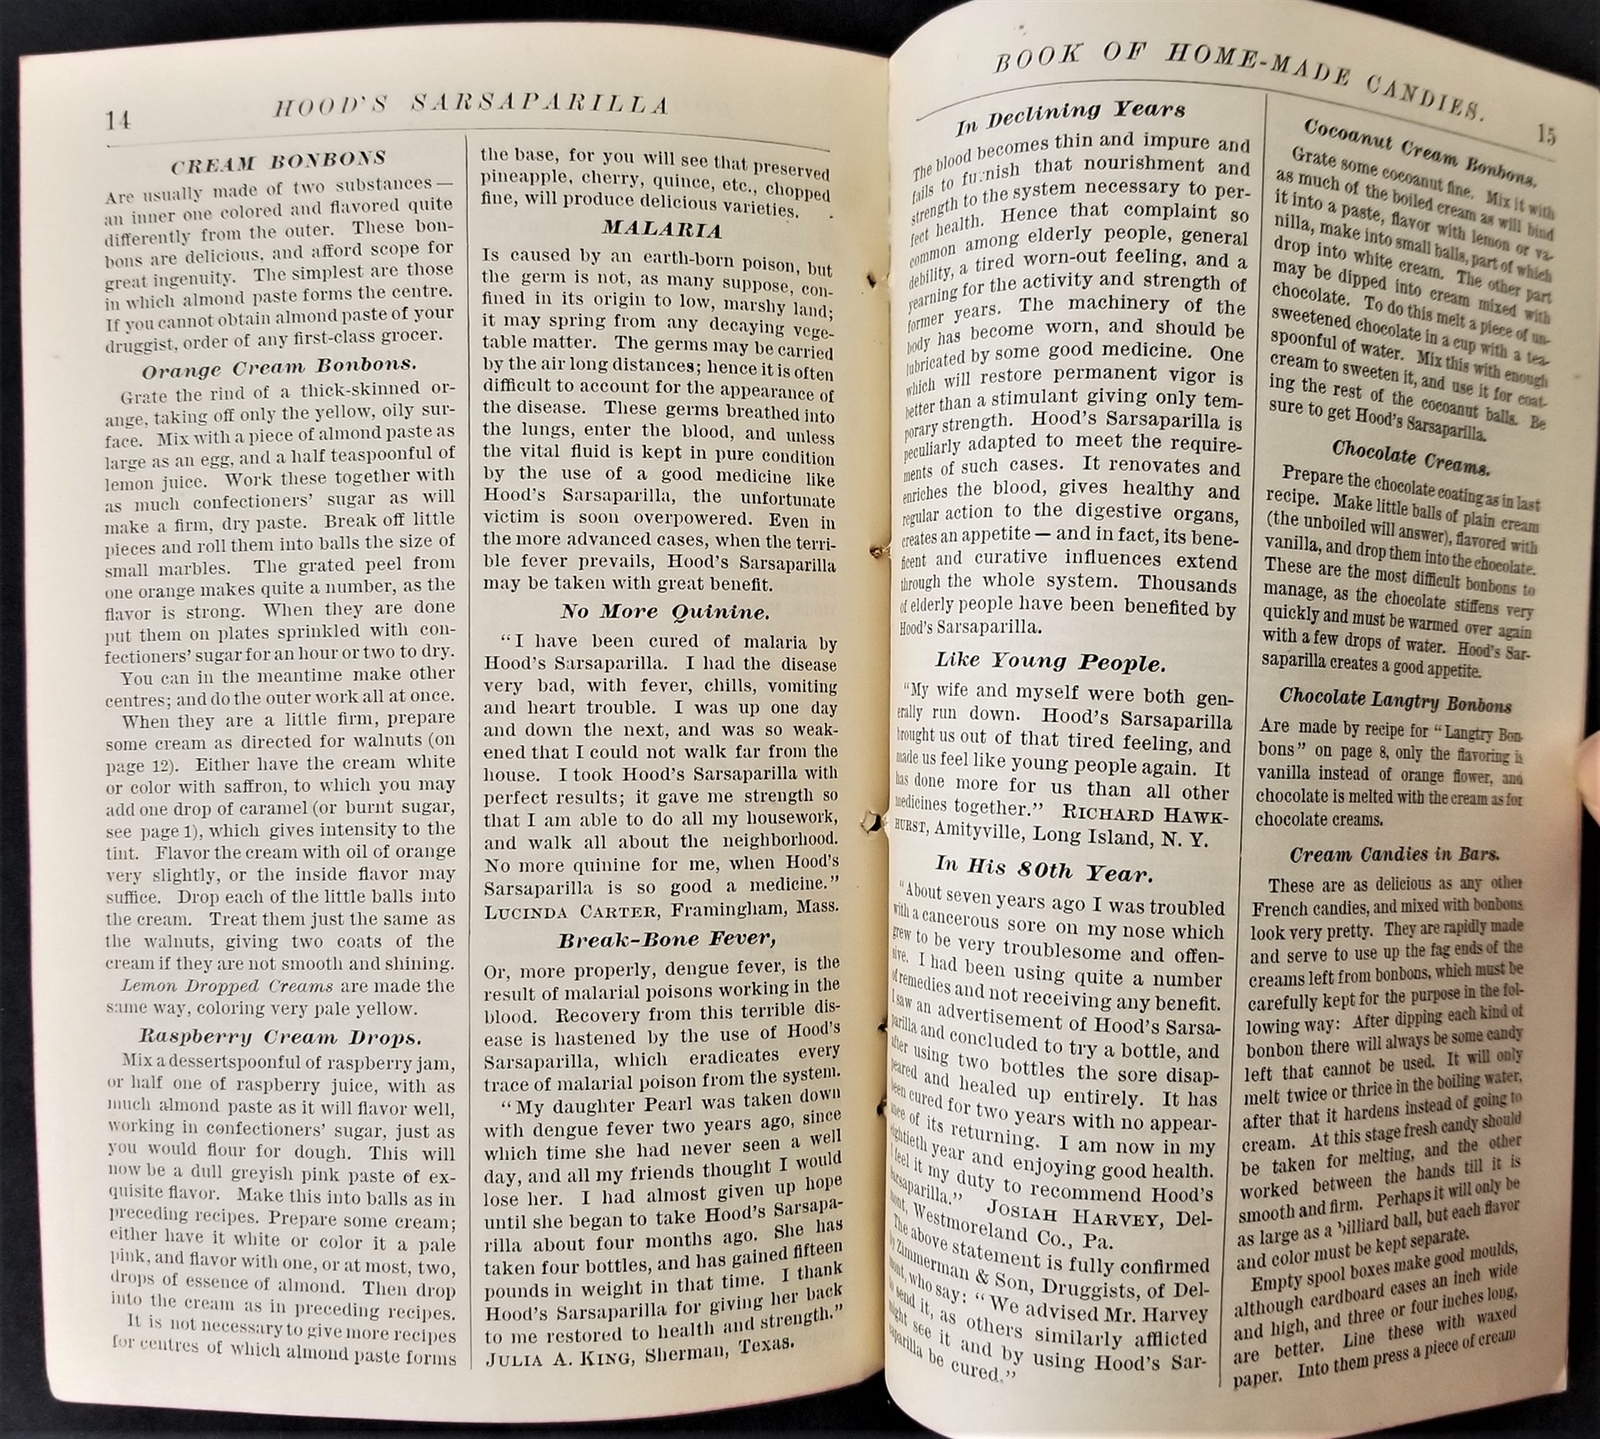 14
HOOD'S SARSAPARILLA
CREAM BONBONS
Are usually made of two substances—
an inner one colored and flavored quite
differently from the outer. These bon-
bons are delicious, and afford scope for
great ingenuity. The simplest are those
in which almond paste forms the centre.
If you cannot obtain almond paste of your
druggist, order of any first-class grocer.
Orange Cream Bonbons.
Grate the rind of a thick-skinned or-
ange, taking off only the yellow, oily sur-
face. Mix with a piece of almond paste as
large as an egg, and a half teaspoonful of
lemon juice. Work these together with
as much confectioners' sugar as will
make a firm, dry paste. Break off little
pieces and roll them into balls the size of
small marbles. The grated peel from
one orange makes quite a number, as the
flavor is strong. When they are done
put them on plates sprinkled with con-
fectioners' sugar for an hour or two to dry.
You can in the meantime make other
centres; and do the outer work all at once.
When they are a little firm, prepare
some cream as directed for walnuts (on
page 12). Either have the cream white
or color with saffron, to which you may
add one drop of caramel (or burnt sugar,
see page 1), which gives intensity to the
tint. Flavor the cream with oil of orange
very slightly, or the inside flavor may
suffice. Drop each of the little balls into
the cream. Treat them just the same as
the walnuts, giving two coats of the
cream if they are not smooth and shining.
Lemon Dropped Creams are made the
same way, coloring very pale yellow.
Raspberry Cream Drops.
Mix a dessertspoonful of raspberry jam,
or half one of raspberry juice, with as
much almond paste as it will flavor well,
working in confectioners' sugar, just as
you would flour for dough. This will
now be a dull greyish pink paste of ex-
quisite flavor. Make this into balls as in
preceding recipes. Prepare some cream;
either have it white or color it a pale
pink, and flavor with one, or at most, two,
drops of essence of almond. Then drop
into the cream as in preceding recipes.
It is not necessary to give more recipes
for centres of which almond paste forms
the base, for you will see that preserved
pineapple, cherry, quince, etc., chopped
fine, will produce delicious varieties.
MALARIA
Is caused by an earth-born poison, but
the germ is not, as many suppose, con-
fined in its origin to low, marshy land;
it may spring from any decaying vege-
table matter. The germs may be carried
by the air long distances; hence it is often
difficult to account for the appearance of
the disease. These germs breathed into
the lungs, enter the blood, and unless
the vital fluid is kept in pure condition
by the use of a good medicine like
Hood's Sarsaparilla, the unfortunate
victim is soon overpowered. Even in
the more advanced cases, when the terri-
ble fever prevails, Hood's Sarsaparilla
may be taken with great benefit.
No More Quinine.
"I have been cured of malaria by
Hood's Sarsaparilla. I had the disease
very bad, with fever, chills, vomiting
and heart trouble. I was up one day
and down the next, and was so weak-
ened that I could not walk far from the
house. I took Hood's Sarsaparilla with
perfect results; it gave me strength so
that I am able to do all my housework,
and walk all about the neighborhood.
No more quinine for me, when Hood's
Sarsaparilla is so good a medicine."
LUCINDA CARTER, Framingham, Mass.
Break-Bone Fever,
Or, more properly, dengue fever, is the
result of malarial poisons working in the
blood. Recovery from this terrible dis-
ease is hastened by the use of Hood's
Sarsaparilla, which eradicates every
trace of malarial poison from the system.
"My daughter Pearl was taken down
with dengue fever two years ago, since
which time she had never seen a well
day, and all my friends thought I would
lose her. I had almost given up hope
until she began to take Hood's Sarsapa-
rilla about four months ago. She has
taken four bottles, and has gained fifteen
pounds in weight in that time. I thank
Hood's Sarsaparilla for giving her back
to me restored to health and strength."
JULIA A. KING, Sherman, Texas.
BOOK OF HOME-MADE CANDIES.
15
In Declining Years
The blood becomes thin and impure and
fails to furnish that nourishment and
strength to the system necessary to per-
fect health. Hence that complaint so
common among elderly people, general
debility, a tired worn-out feeling, and a
yearning for the activity and strength of
former years. The machinery of the
body has become worn, and should be
lubricated by some good medicine. One
which will restore permanent vigor is
better than a stimulant giving only tem-
porary strength. Hood's Sarsaparilla is
peculiarly adapted to meet the require-
ments of such cases. It renovates and
enriches the blood, gives healthy and
regular action to the digestive organs,
creates an appetite—and in fact, its bene-
ficent and curative influences extend
through the whole system. Thousands
of elderly people have been benefited by
Hood's Sarsaparilla.
Like Young People.
"My wife and myself were both gen-
erally run down. Hood's Sarsaparilla
brought us out of that tired feeling, and
made us feel like young people again. It
has done more for us than all other
medicines together." RICHARD HAWK-
HURST, Amityville, Long Island, N. Y.
In His 80th Year.
"About seven years ago I was troubled
with a cancerous sore on my nose which
grew to be very troublesome and offen-
sive. I had been using quite a number
of remedies and not receiving any benefit.
I saw an advertisement of Hood's Sarsa-
parilla and concluded to try a bottle, and
after using two bottles the sore disap-
peared and healed up entirely. It has
been cured for two years with no appear-
ance of its returning. I am now in my
eightieth year and enjoying good health.
I feel it my duty to recommend Hood's
Sarsaparilla." JOSIAH HARVEY, Del-
mont, Westmoreland Co., Pa.
The above statement is fully confirmed
by Zimmerman & Son, Druggists, of Del-
mont, who say: "We advised Mr. Harvey
to send it, as others similarly afflicted
might see it and by using Hood's Sar-
saparilla be cured."
Cocoanut Cream Bonbons.
Grate some cocoanut fine. Mix it with
as much of the boiled cream as will bind
it into a paste, flavor with lemon or va-
nilla, make into small balls, part of which
drop into white cream. The other part
may be dipped into cream mixed with
chocolate. To do this melt a piece of un-
sweetened chocolate in a cup with a tea-
spoonful of water. Mix this with enough
cream to sweeten it, and use it for coat-
ing the rest of the cocoanut balls. Be
sure to get Hood's Sarsaparilla.
Chocolate Creams.
Prepare the chocolate coating as in last
recipe. Make little balls of plain cream
(the unboiled will answer), flavored with
vanilla, and drop them into the chocolate.
These are the most difficult bonbons to
manage, as the chocolate stiffens very
quickly and must be warmed over again
with a few drops of water. Hood's Sar-
saparilla creates a good appetite.
Chocolate Langtry Bonbons
Are made by recipe for "Langtry Bon-
bons" on page 8, only the flavoring is
vanilla instead of orange flower, and
chocolate is melted with the cream as for
chocolate creams.
Cream Candies in Bars.
These are as delicious as any other
French candies, and mixed with bonbons
look very pretty. They are rapidly made
and serve to use up the fag ends of the
creams left from bonbons, which must be
carefully kept for the purpose in the fol-
lowing way: After dipping each kind of
bonbon there will always be some candy
left that cannot be used. It will only
melt twice or thrice in the boiling water,
after that it hardens instead of going to
cream. At this stage fresh candy should
be taken for melting, and the other
worked between the hands till it is
smooth and firm. Perhaps it will only be
as large as a billiard ball, but each flavor
and color must be kept separate.
Empty spool boxes make good moulds,
although cardboard cases an inch wide
and high, and three or four inches long,
are better. Line these with waxed
paper. Into them press a piece of cream